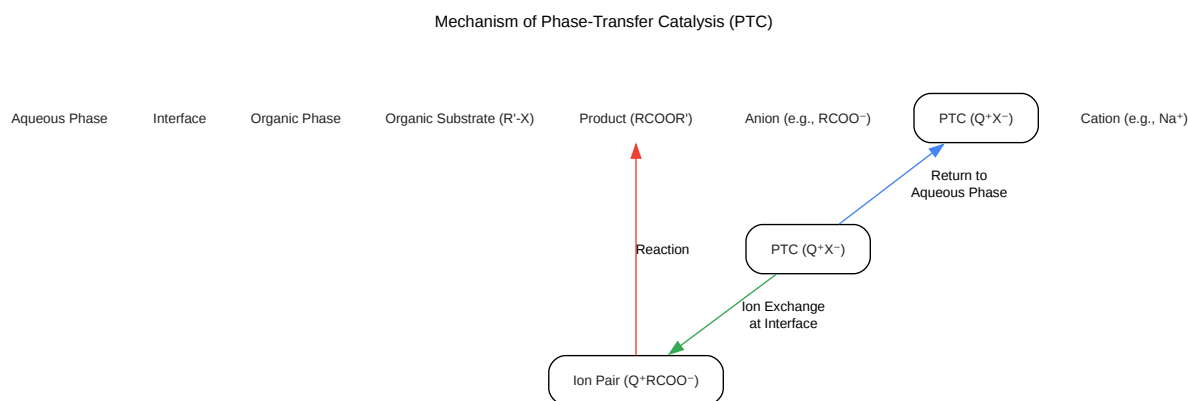 Mechanism of Phase-Transfer Catalysis (PTC)
Aqueous Phase
Interface
Organic Phase
Organic Substrate (R'-X)
Product (RCOOR')
Anion (e.g., RCOO⁻)
PTC (Q⁺X⁻)
Cation (e.g., Na⁺)
Return to
Aqueous Phase
Reaction
PTC (Q⁺X⁻)
Ion Exchange
at Interface
Ion Pair (Q⁺RCOO⁻)